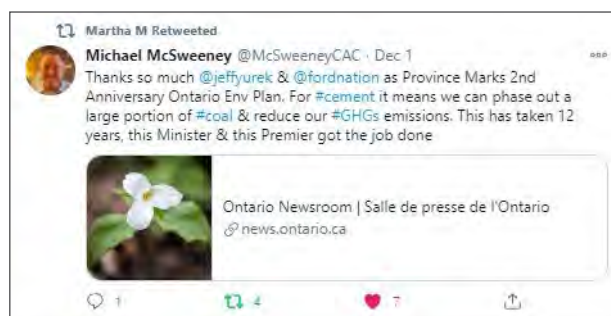 Martha M Retweeted
Michael McSweeney @McSweeneyCAC · Dec 1
Thanks so much @jeffyurek & @fordnation as Province Marks 2nd
Anniversary Ontario Env Plan. For #cement it means we can phase out a
large portion of #coal & reduce our #GHGs emissions. This has taken 12
years, this Minister & this Premier got the job done
Ontario Newsroom | Salle de presse de l'Ontario
news.ontario.ca
1 4 7